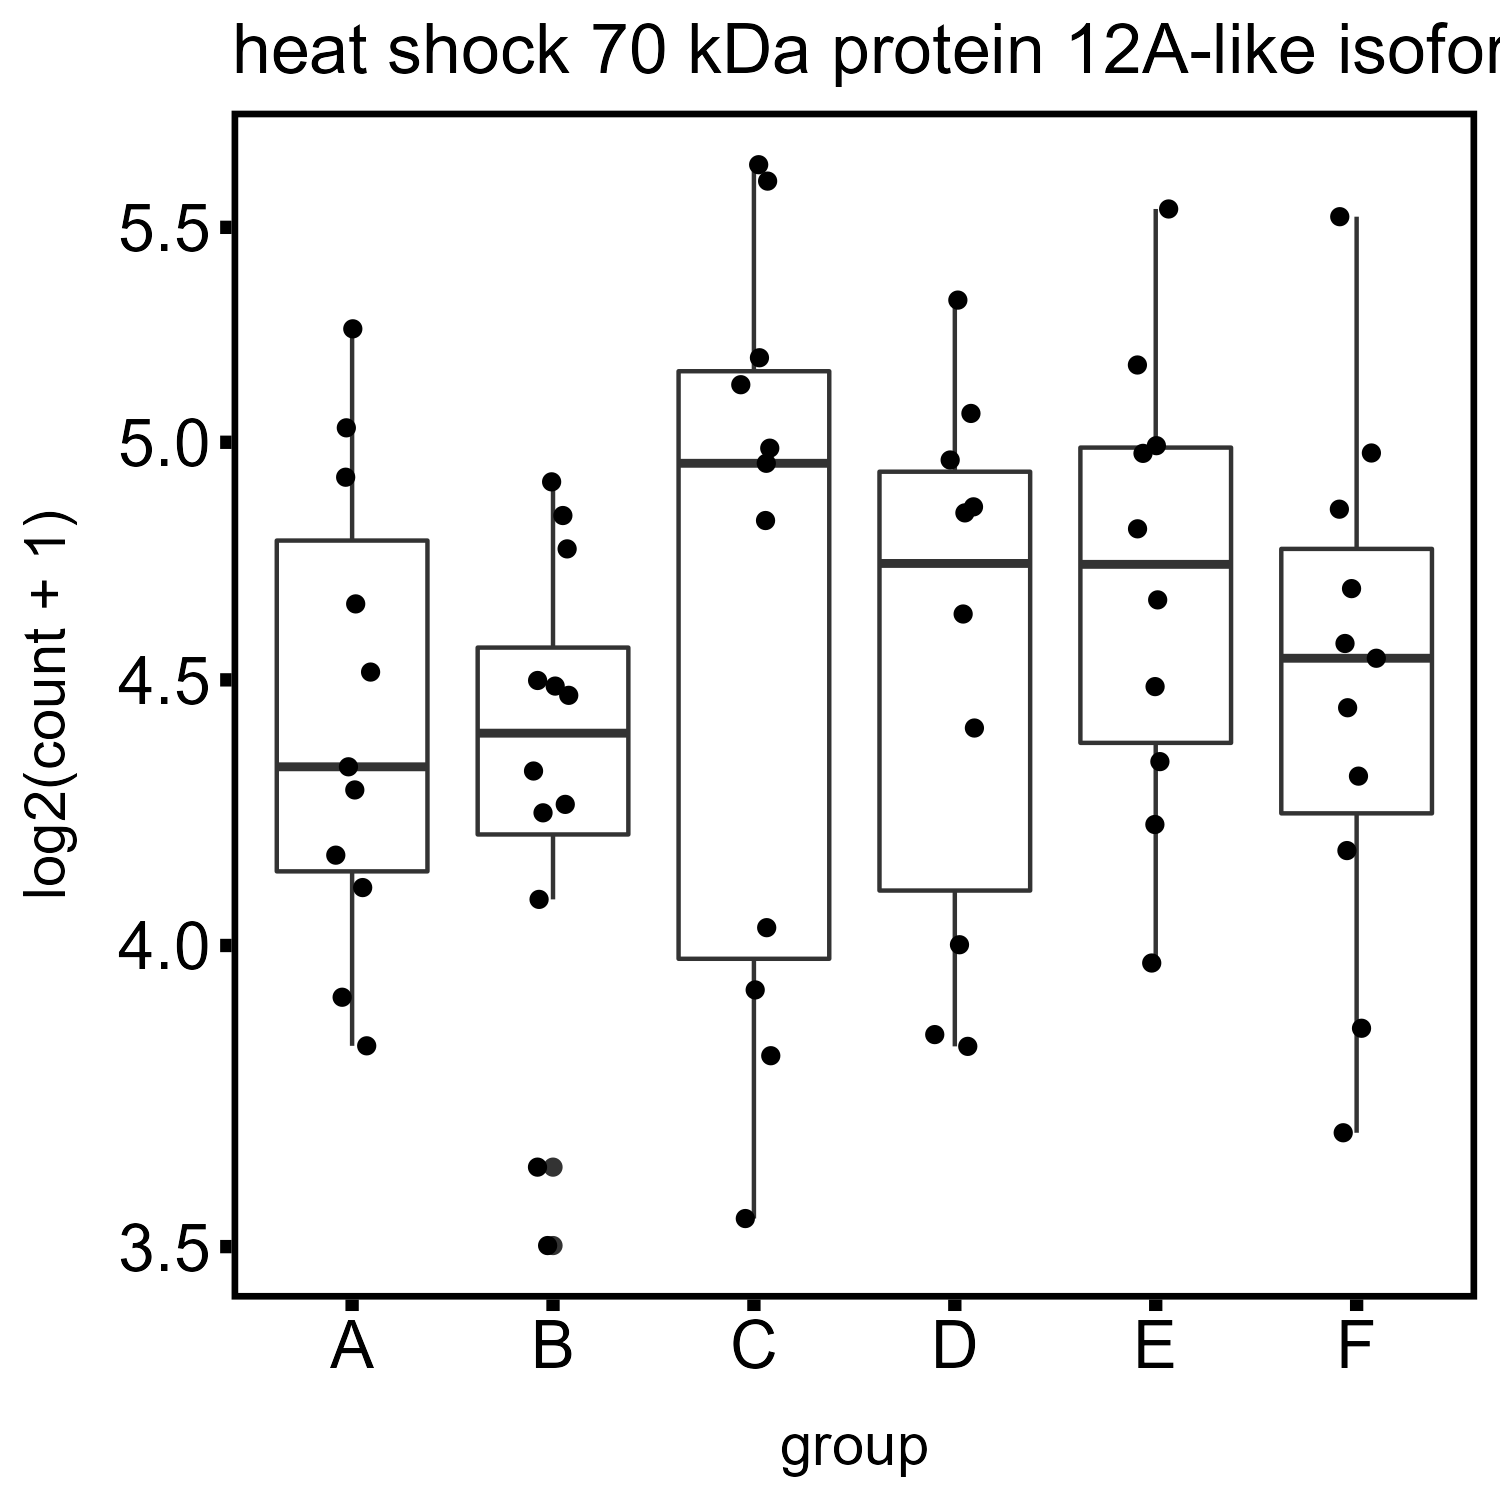 heat shock 70 kDa protein 12A-like isofor
5.5
5.0
4.5
4.0
3.5
log2(count + 1)
A B C D E F
group